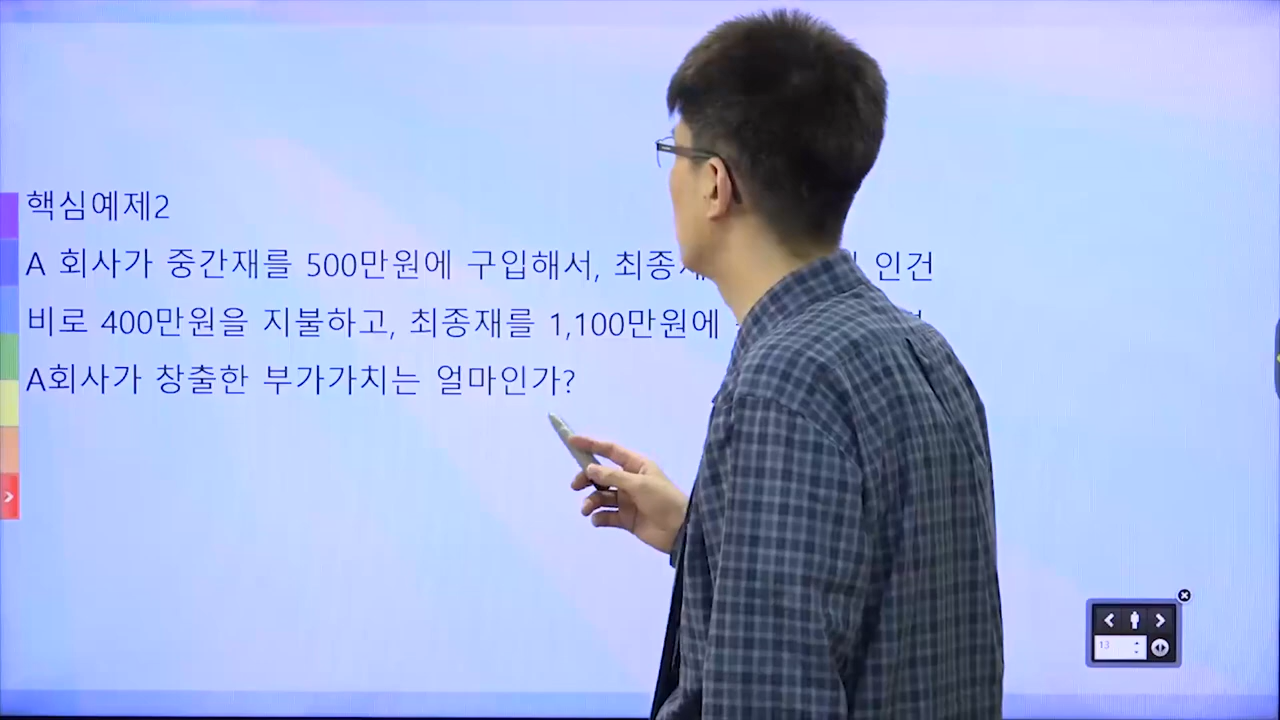 핵심예제2
A 회사가 중간재를 500만원에 구입해서, 인건
비로 400만원을 지불하고, 최종재를 1,100만원에
A회사가 창출한 부가가치는 얼마인가?
13